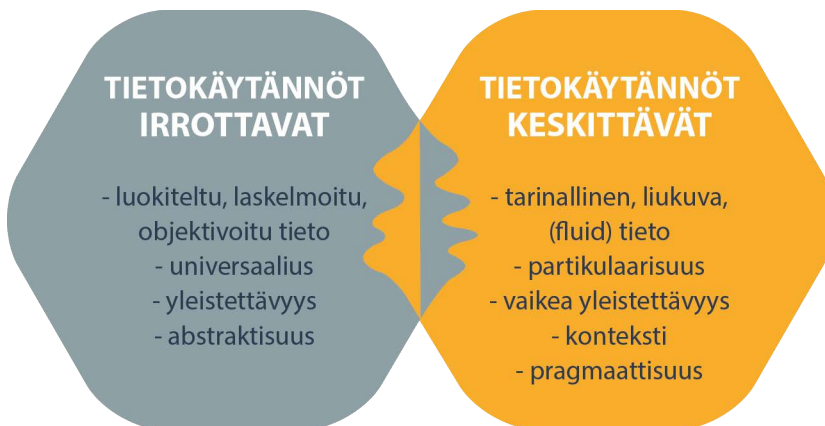 TIETOKÄYTÄNNÖT
IRROTTAVAT
- luokiteltu, laskelmoitu,
objektivoitu tieto
- universaalius
- yleistettävyys
- abstraktisuus
TIETOKÄYTÄNNÖT
KESKITTÄVÄT
- tarinallinen, liukuva,
(fluid) tieto
- partikulaarisuus
- vaikea yleistettävyys
- konteksti
- pragmaattisuus